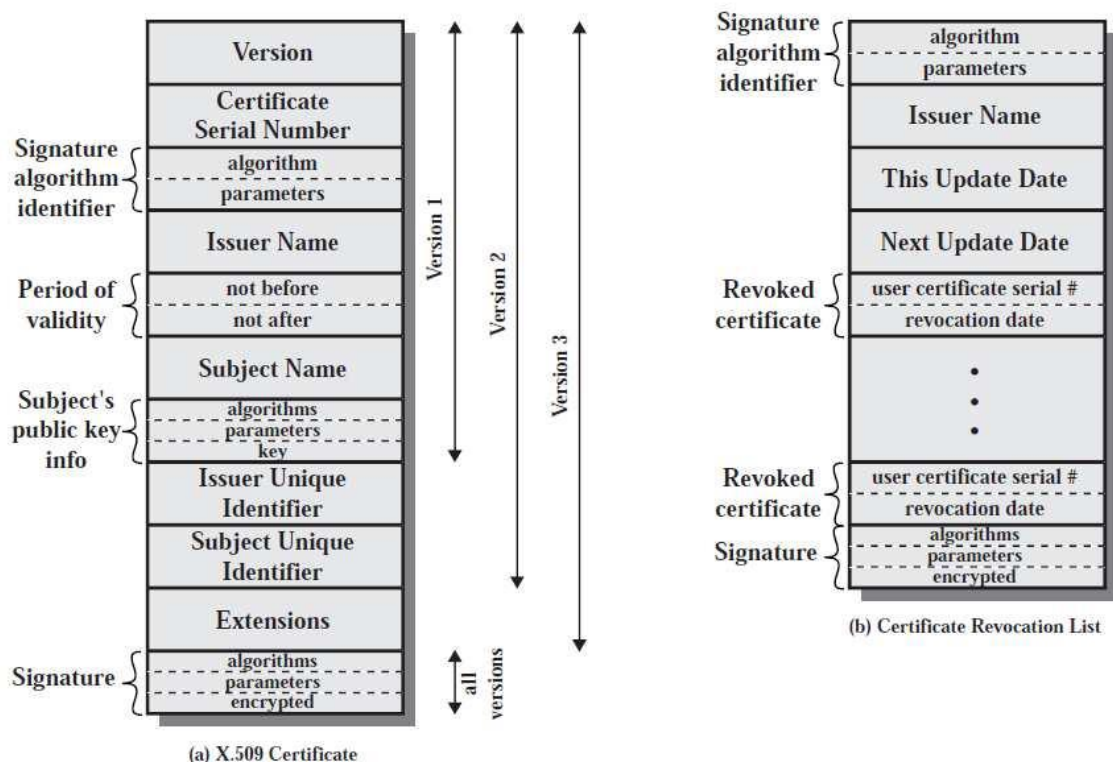 Version
Certificate
Serial Number
Signature
algorithm
identifier
algorithm
parameters
Issuer Name
Period of
validity
not before
not after
Subject Name
Subject's
public key
info
algorithms
parameters
key
Issuer Unique
Identifier
Subject Unique
Identifier
Extensions
Signature
algorithms
parameters
encrypted
Version 1
Version 2
Version 3
all
versions
(a) X.509 Certificate
Signature
algorithm
identifier
algorithm
parameters
Issuer Name
This Update Date
Next Update Date
Revoked
certificate
user certificate serial #
revocation date
Revoked
certificate
user certificate serial #
revocation date
Signature
algorithms
parameters
encrypted
(b) Certificate Revocation List